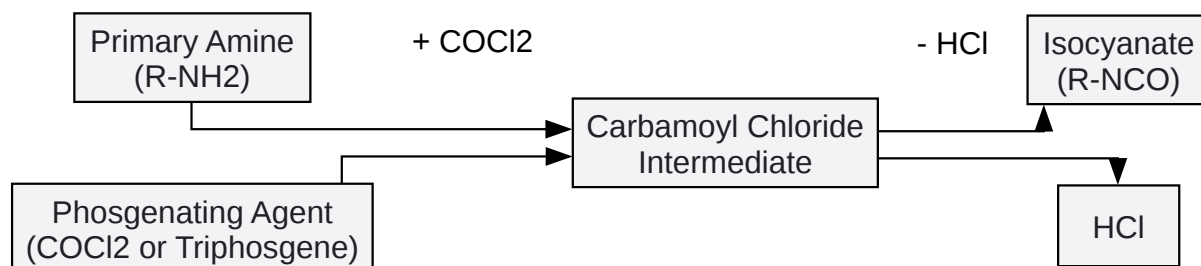 Primary Amine
(R-NH2)
+ COCl2
- HCl
Isocyanate
(R-NCO)
Carbamoyl Chloride
Intermediate
Phosgenating Agent
(COCl2 or Triphosgene)
HCl